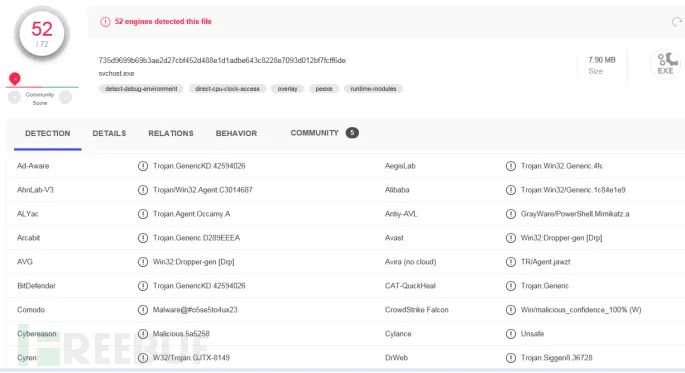 52
/ 72
Community
Score
52 engines detected this file
735d9699b69b3ae2d27cbf452d488e1d1adbe643c8228e7093d012bf7fcff6de
svchost.exe
detect-debug-environment direct-cpu-clock-access overlay peexe runtime-modules
7.90 MB
Size
EXE
DETECTION DETAILS RELATIONS BEHAVIOR COMMUNITY 5
Ad-Aware Trojan.GenericKD.42594026 AegisLab Trojan.Win32.Generic.4!c
AhnLab-V3 Trojan/Win32.Agent.C3014687 Alibaba Trojan:Win32/Generic.1c84e1e9
ALYac Trojan.Agent.Occamy.A Antiy-AVL GrayWare/PowerShell.Mimikatz.a
Arcabit Trojan.Generic.D289EEEA Avast Win32:Dropper-gen [Drp]
AVG Win32:Dropper-gen [Drp] Avira (no cloud) TR/Agent.jawzt
BitDefender Trojan.GenericKD.42594026 CAT-QuickHeal Trojan.Generic
Comodo Malware@#o5se5to4ux23 CrowdStrike Falcon Win/malicious_confidence_100% (W)
Cybereason Malicious.5a5258 Cylance Unsafe
Cyren W32/Trojan.GJTX-8149 DrWeb Trojan.Siggen8.36728
FREEBUF